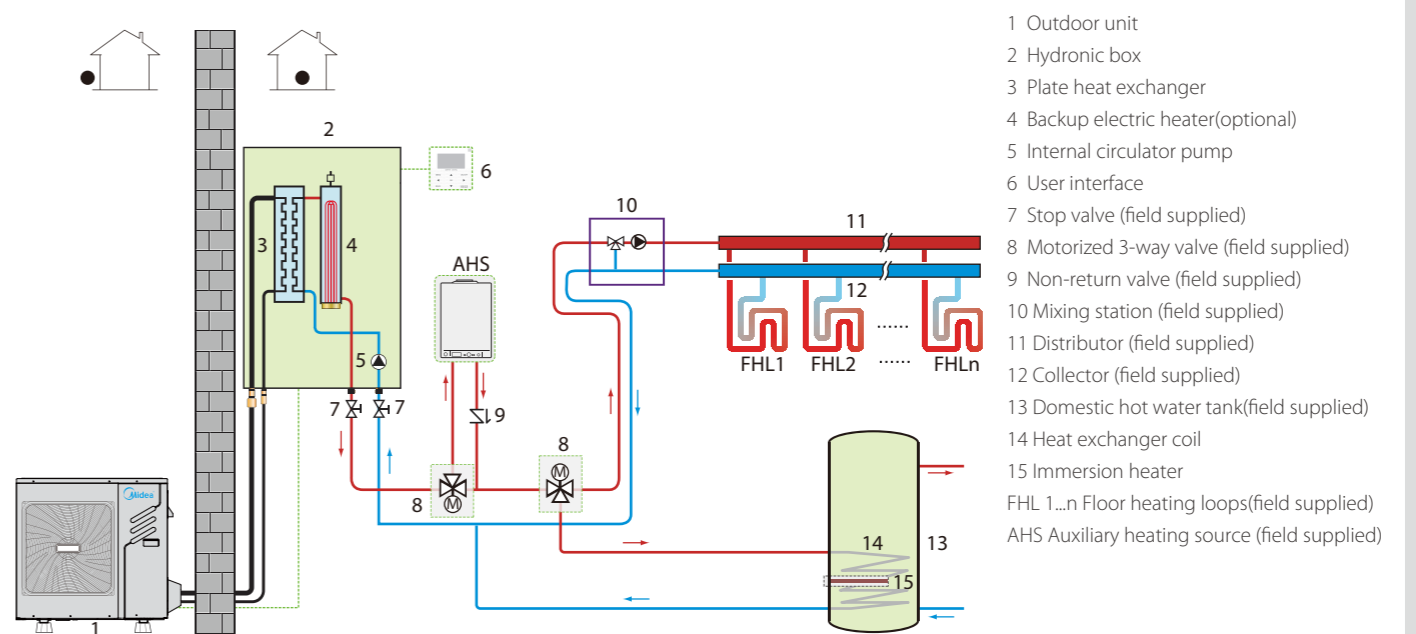 2
6
3
4
5
7
7
AHS
9
8
8
10
11
12
FHL1
FHL2
......
......
FHLn
14
13
15
Midea
1
M
M
1 Outdoor unit
2 Hydronic box
3 Plate heat exchanger
4 Backup electric heater(optional)
5 Internal circulator pump
6 User interface
7 Stop valve (field supplied)
8 Motorized 3-way valve (field supplied)
9 Non-return valve (field supplied)
10 Mixing station (field supplied)
11 Distributor (field supplied)
12 Collector (field supplied)
13 Domestic hot water tank(field supplied)
14 Heat exchanger coil
15 Immersion heater
FHL 1...n Floor heating loops(field supplied)
AHS Auxiliary heating source (field supplied)